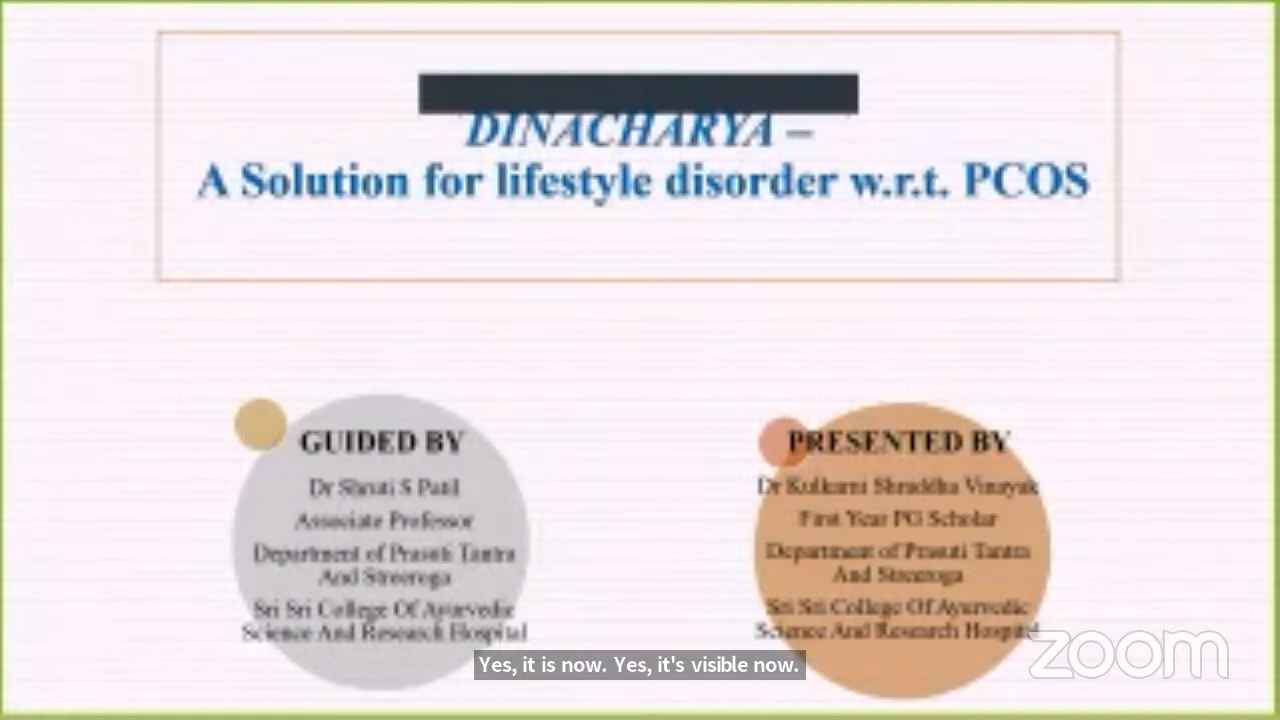 DINACHARYA –
A Solution for lifestyle disorder w.r.t. PCOS
GUIDED BY
Dr Shruti S Patil
Associate Professor
Department of Prasuti Tantra
And Streeroga
Sri Sri College Of Ayurvedic
Science And Research Hospital
PRESENTED BY
Dr Kulkarni Shraddha Vinayak
First Year PG Scholar
Department of Prasuti Tantra
And Streeroga
Sri Sri College Of Ayurvedic
Science And Research Hospital
zoom
Yes, it is now. Yes, it's visible now.